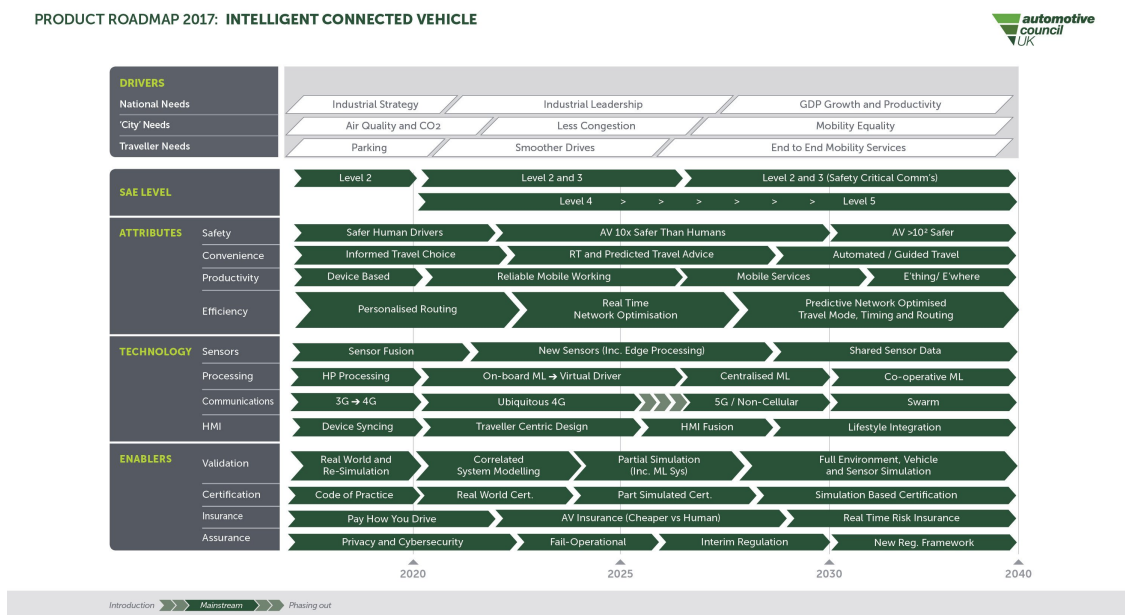 PRODUCT ROADMAP 2017: INTELLIGENT CONNECTED VEHICLE
automotive
council
UK
DRIVERS
National Needs
Industrial Strategy
Industrial Leadership
GDP Growth and Productivity
'City' Needs
Air Quality and CO2
Less Congestion
Mobility Equality
Traveller Needs
Parking
Smoother Drives
End to End Mobility Services
SAE LEVEL
Level 2
Level 2 and 3
Level 2 and 3 (Safety Critical Comm's)
Level 4 > > > > > > Level 5
ATTRIBUTES
Safety
Safer Human Drivers
AV 10x Safer Than Humans
AV >10² Safer
Convenience
Informed Travel Choice
RT and Predicted Travel Advice
Automated / Guided Travel
Productivity
Device Based
Reliable Mobile Working
Mobile Services
E'thing/ E'where
Efficiency
Personalised Routing
Real Time
Network Optimisation
Predictive Network Optimised
Travel Mode, Timing and Routing
TECHNOLOGY
Sensors
Sensor Fusion
New Sensors (Inc. Edge Processing)
Shared Sensor Data
Processing
HP Processing
On-board ML → Virtual Driver
Centralised ML
Co-operative ML
Communications
3G → 4G
Ubiquitous 4G
5G / Non-Cellular
Swarm
HMI
Device Syncing
Traveller Centric Design
HMI Fusion
Lifestyle Integration
ENABLERS
Validation
Real World and
Re-Simulation
Correlated
System Modelling
Partial Simulation
(Inc. ML Sys)
Full Environment, Vehicle
and Sensor Simulation
Certification
Code of Practice
Real World Cert.
Part Simulated Cert.
Simulation Based Certification
Insurance
Pay How You Drive
AV Insurance (Cheaper vs Human)
Real Time Risk Insurance
Assurance
Privacy and Cybersecurity
Fail-Operational
Interim Regulation
New Reg. Framework
2020
2025
2030
2040
Introduction
Mainstream
Phasing out